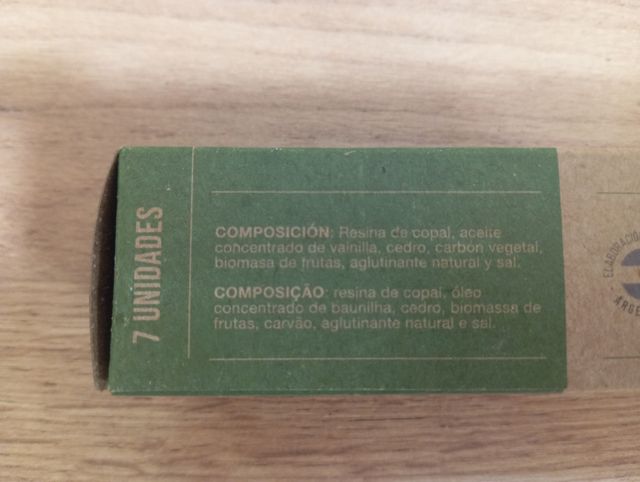 7 UNIDADES
COMPOSICIÓN: Resina de copal, aceite
concentrado de vainilla, cedro, carbon vegetal,
biomasa de frutas, aglutinante natural y sal.
COMPOSIÇÃO: resina de copal, óleo
concentrado de baunilha, cedro, biomassa de
frutas, carvão, aglutinante natural e sal.